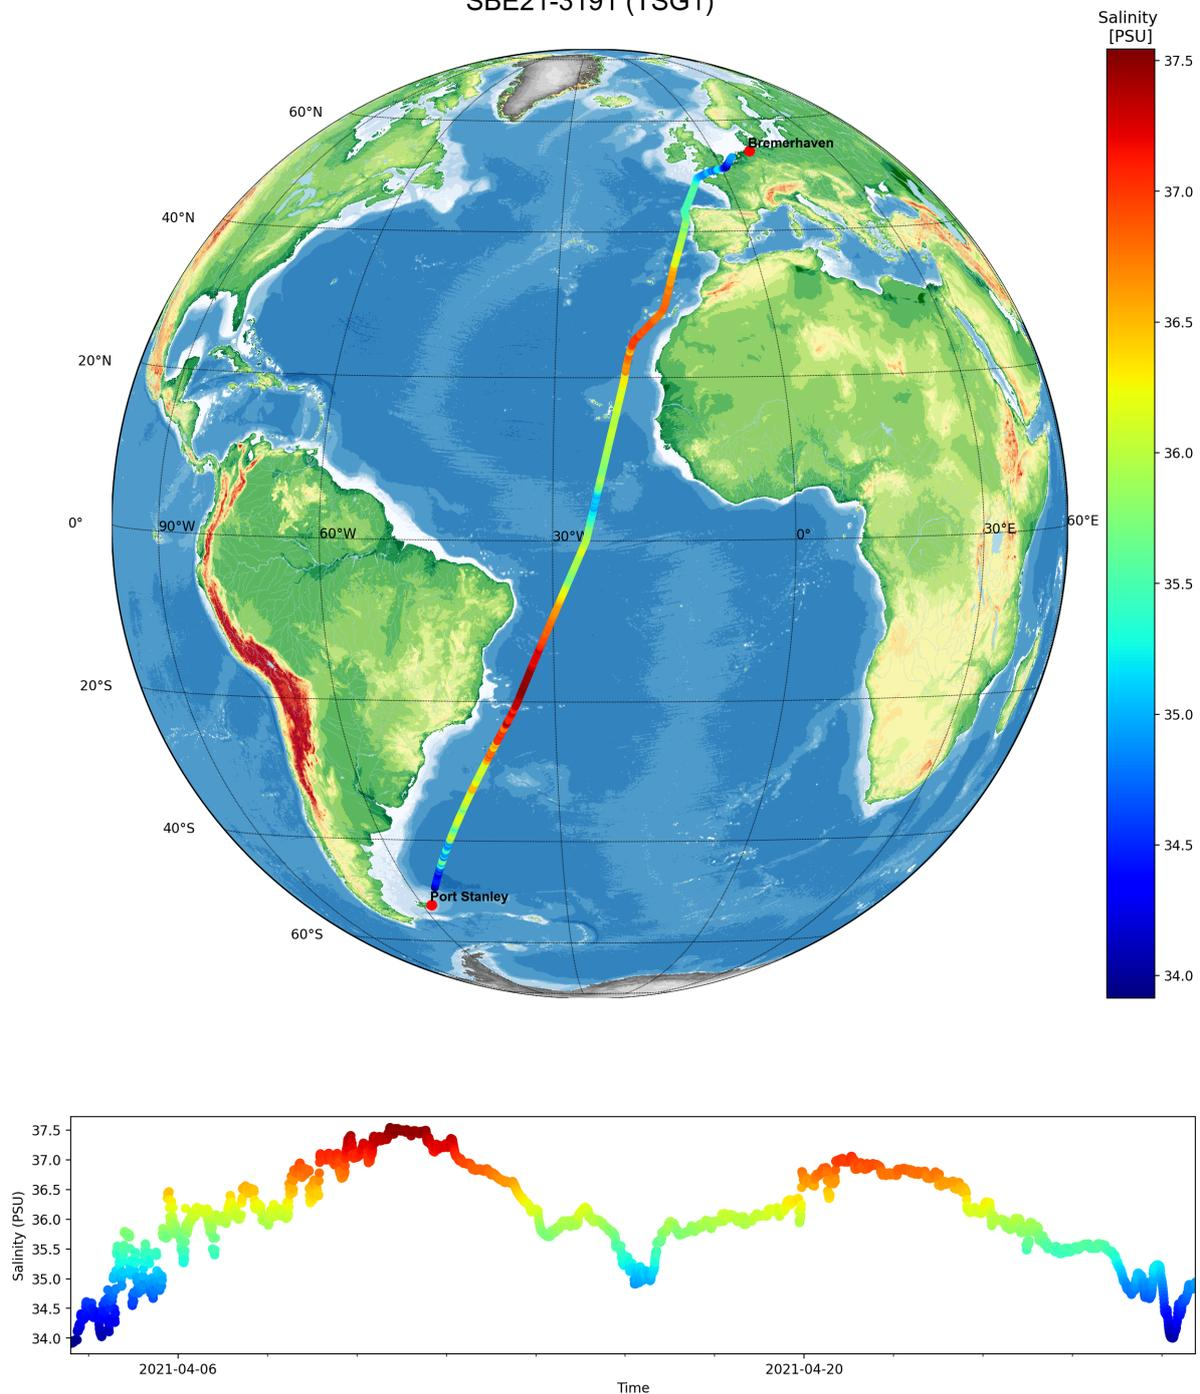 SBE21-3191 (TSG1)
Salinity
[PSU]
37.5
37.0
36.5
36.0
35.5
35.0
34.5
34.0
60°N
40°N
20°N
0°
20°S
40°S
60°S
90°W
60°W
30°W
0°
30°E
60°E
Bremerhaven
Port Stanley
Salinity (PSU)
37.5
37.0
36.5
36.0
35.5
35.0
34.5
34.0
2021-04-06
2021-04-20
Time